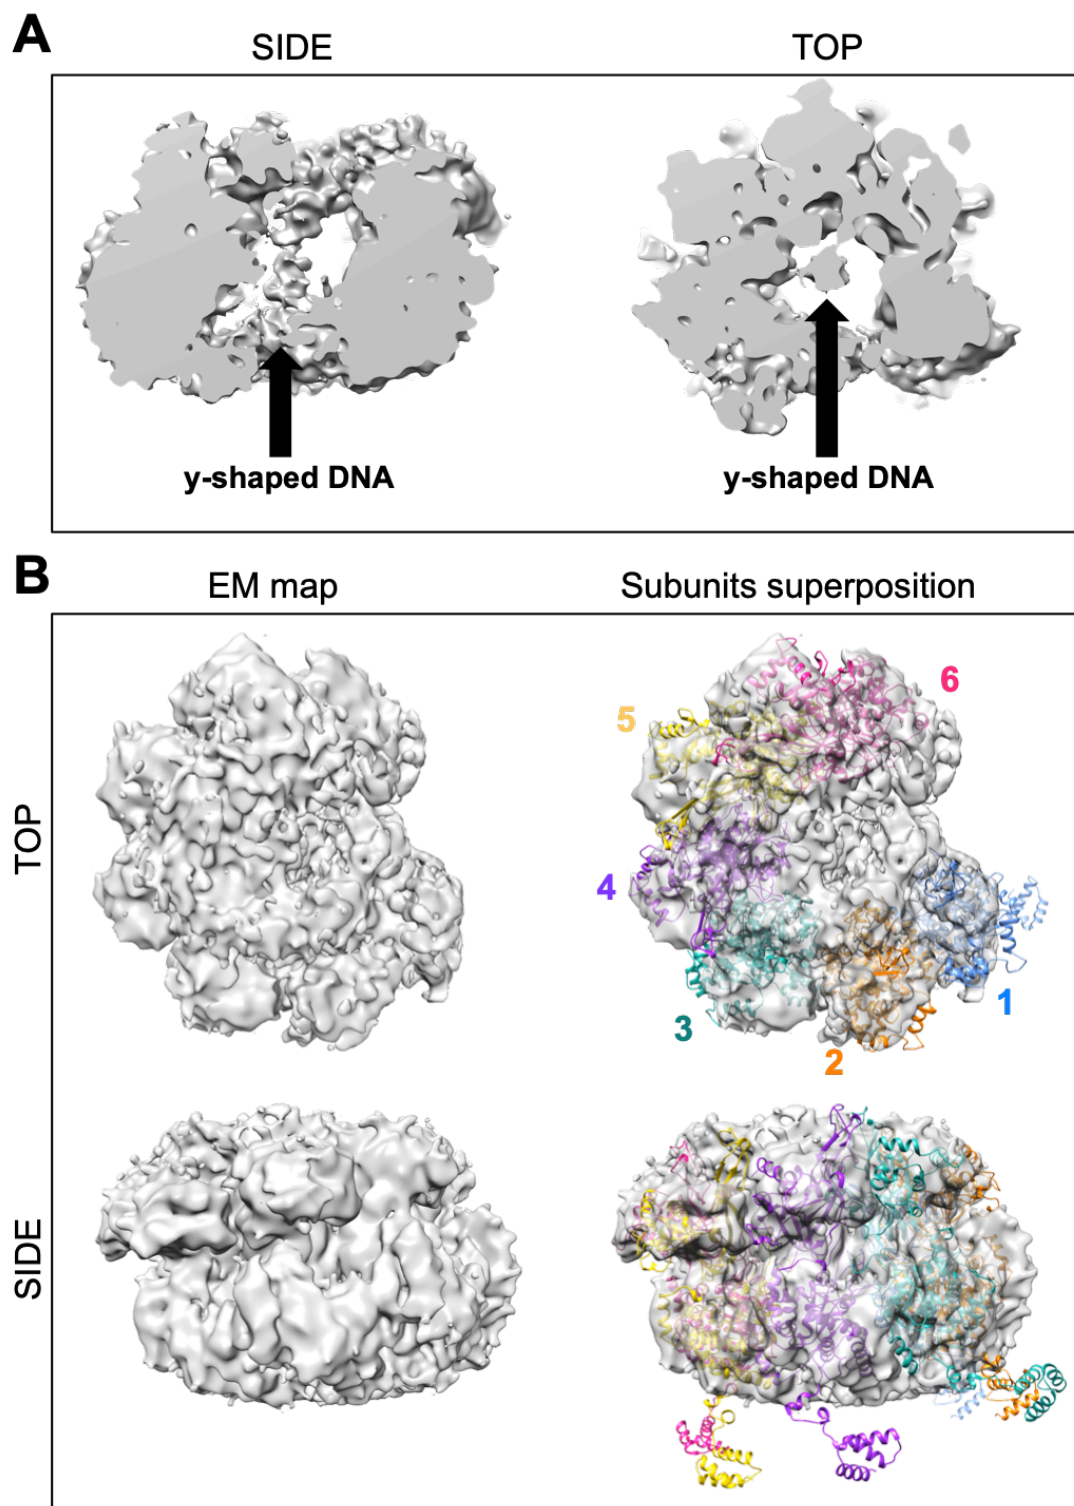 A
SIDE
TOP
y-shaped DNA
y-shaped DNA
B
EM map
Subunits superposition
TOP
6
5
4
3
2
1
SIDE